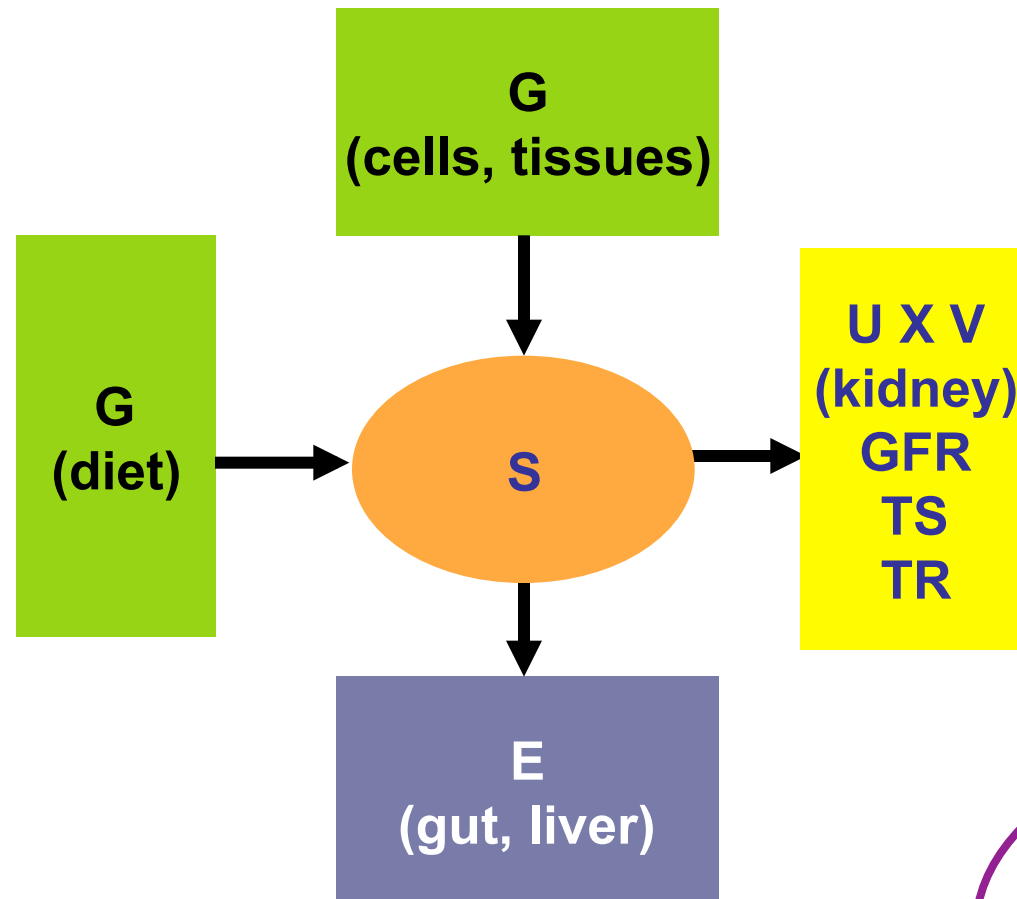 G
(cells, tissues)
G
(diet)
S
U X V
(kidney)
GFR
TS
TR
E
(gut, liver)